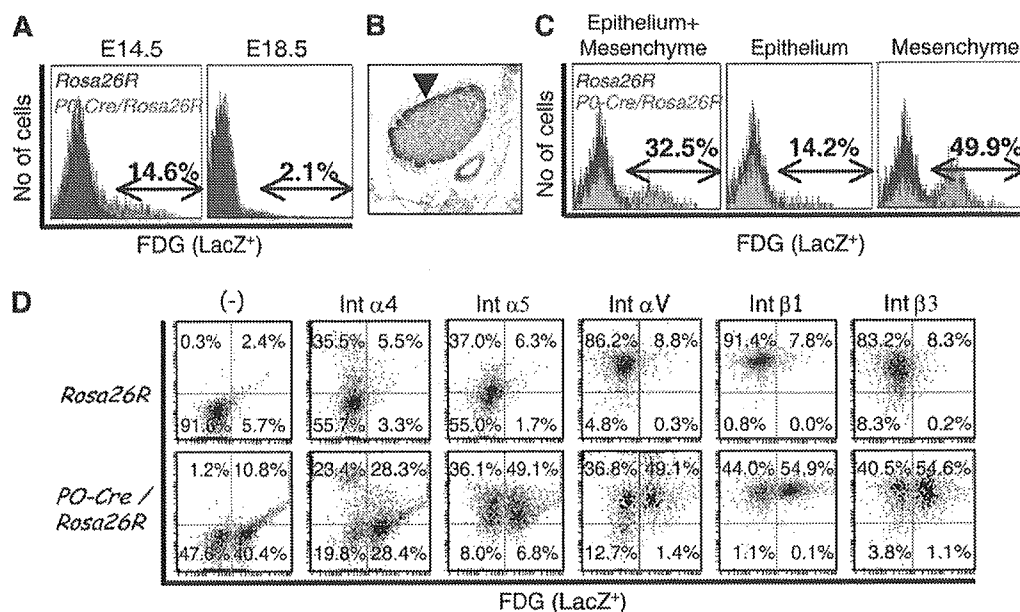 A
E14.5
E18.5
No of cells
Rosa26R
P0-Cre/Rosa26R
14.6%
2.1%
FDG (LacZ+)
B
C
Epithelium+
Mesenchyme
Epithelium
Mesenchyme
No of cells
Rosa26R
P0-Cre/Rosa26R
32.5%
14.2%
49.9%
FDG (LacZ+)
D
(-) Int α4 Int α5 Int αV Int β1 Int β3
Rosa26R
0.3% 2.4% 35.5% 5.5% 37.0% 6.3% 86.2% 8.8% 91.4% 7.8% 83.2% 8.3%
5.7% 55.7% 3.3% 55.0% 1.7% 4.8% 0.3% 0.8% 0.0% 8.3% 0.2%
P0-Cre /
Rosa26R
1.2% 10.8% 23.4% 28.3% 36.1% 49.1% 36.8% 49.1% 44.0% 54.9% 40.5% 54.6%
47.6% 40.4% 19.8% 28.4% 8.0% 6.8% 12.7% 1.4% 1.1% 0.1% 3.8% 1.1%
FDG (LacZ+)